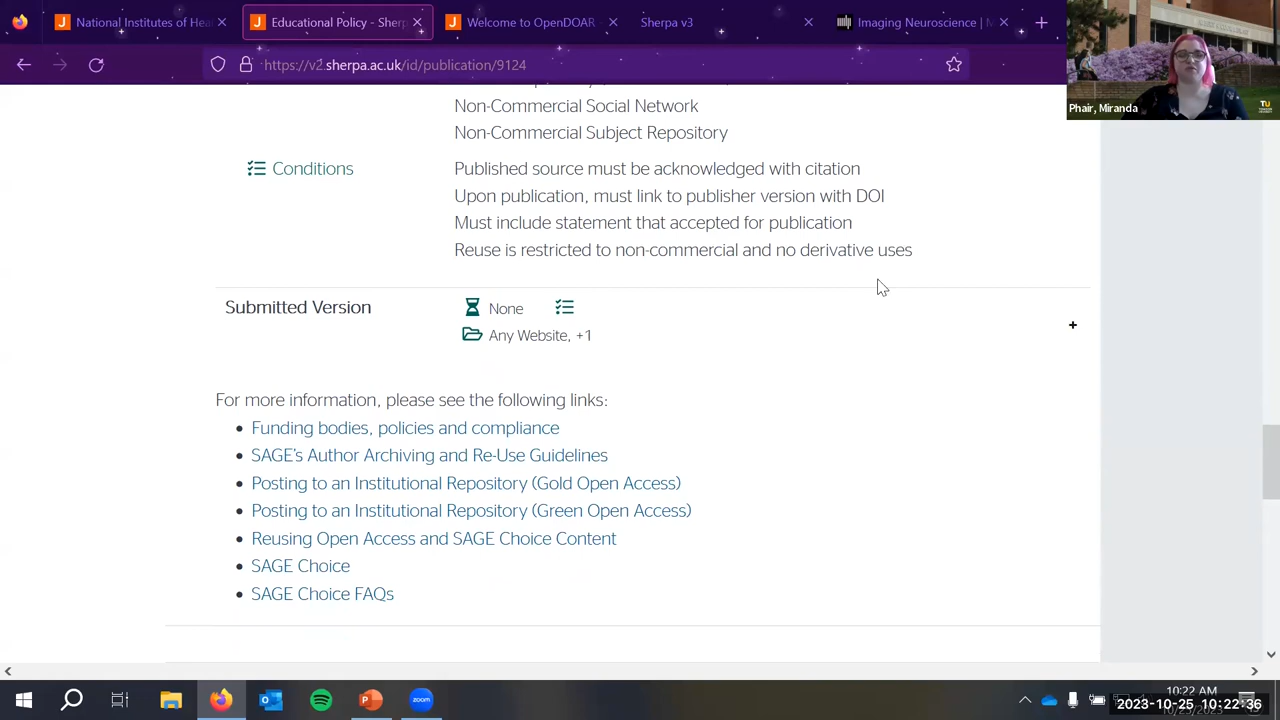 National Institutes of Hea
Educational Policy - Sherp
Welcome to OpenDOAR
Sherpa v3
Imaging Neuroscience | M
https://v2.sherpa.ac.uk/id/publication/9124
Phair, Miranda
TU
Non-Commercial Social Network
Non-Commercial Subject Repository
Conditions
Published source must be acknowledged with citation
Upon publication, must link to publisher version with DOI
Must include statement that accepted for publication
Reuse is restricted to non-commercial and no derivative uses
Submitted Version
None
Any Website, +1
+
For more information, please see the following links:
Funding bodies, policies and compliance
SAGE's Author Archiving and Re-Use Guidelines
Posting to an Institutional Repository (Gold Open Access)
Posting to an Institutional Repository (Green Open Access)
Reusing Open Access and SAGE Choice Content
SAGE Choice
SAGE Choice FAQs
zoom
10:22 AM
2023-10-25 10:22:36